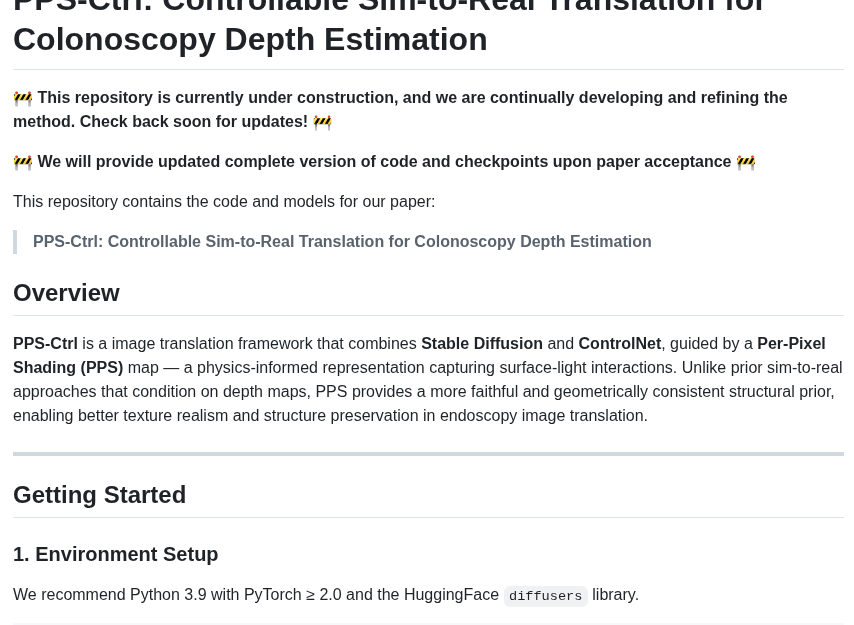 PPS-Ctrl: Controllable Sim-to-Real Translation for
Colonoscopy Depth Estimation
🚧 This repository is currently under construction, and we are continually developing and refining the
method. Check back soon for updates! 🚧
🚧 We will provide updated complete version of code and checkpoints upon paper acceptance 🚧
This repository contains the code and models for our paper:
PPS-Ctrl: Controllable Sim-to-Real Translation for Colonoscopy Depth Estimation
Overview
PPS-Ctrl is a image translation framework that combines Stable Diffusion and ControlNet, guided by a Per-Pixel
Shading (PPS) map — a physics-informed representation capturing surface-light interactions. Unlike prior sim-to-real
approaches that condition on depth maps, PPS provides a more faithful and geometrically consistent structural prior,
enabling better texture realism and structure preservation in endoscopy image translation.
Getting Started
1. Environment Setup
We recommend Python 3.9 with PyTorch ≥ 2.0 and the HuggingFace diffusers library.